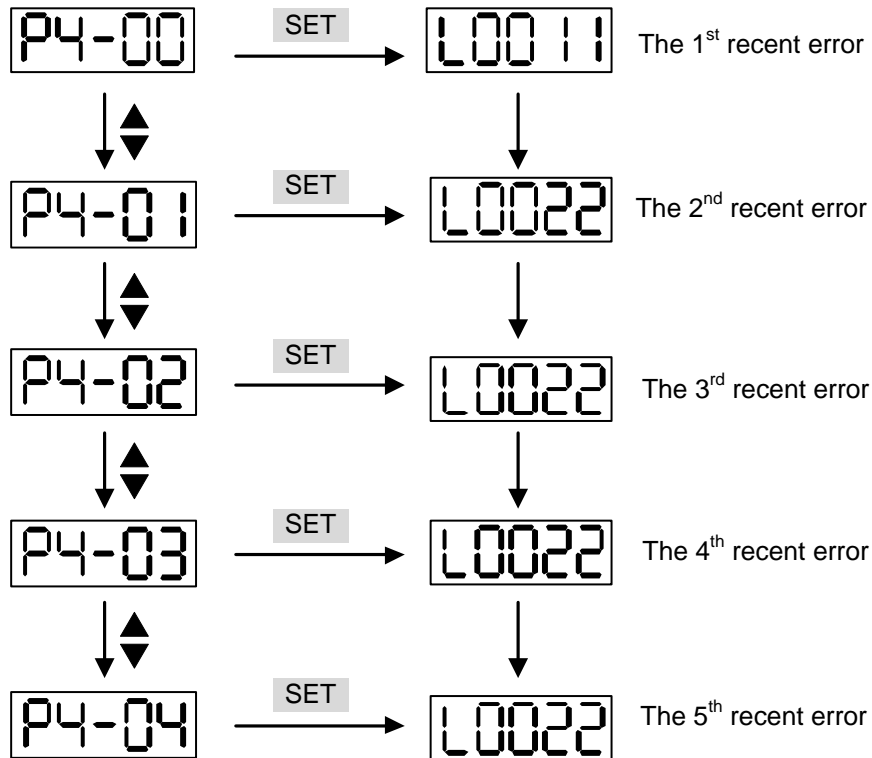 P4-00 SET L0011 The 1st recent error
P4-01 SET L0022 The 2nd recent error
P4-02 SET L0022 The 3rd recent error
P4-03 SET L0022 The 4th recent error
P4-04 SET L0022 The 5th recent error